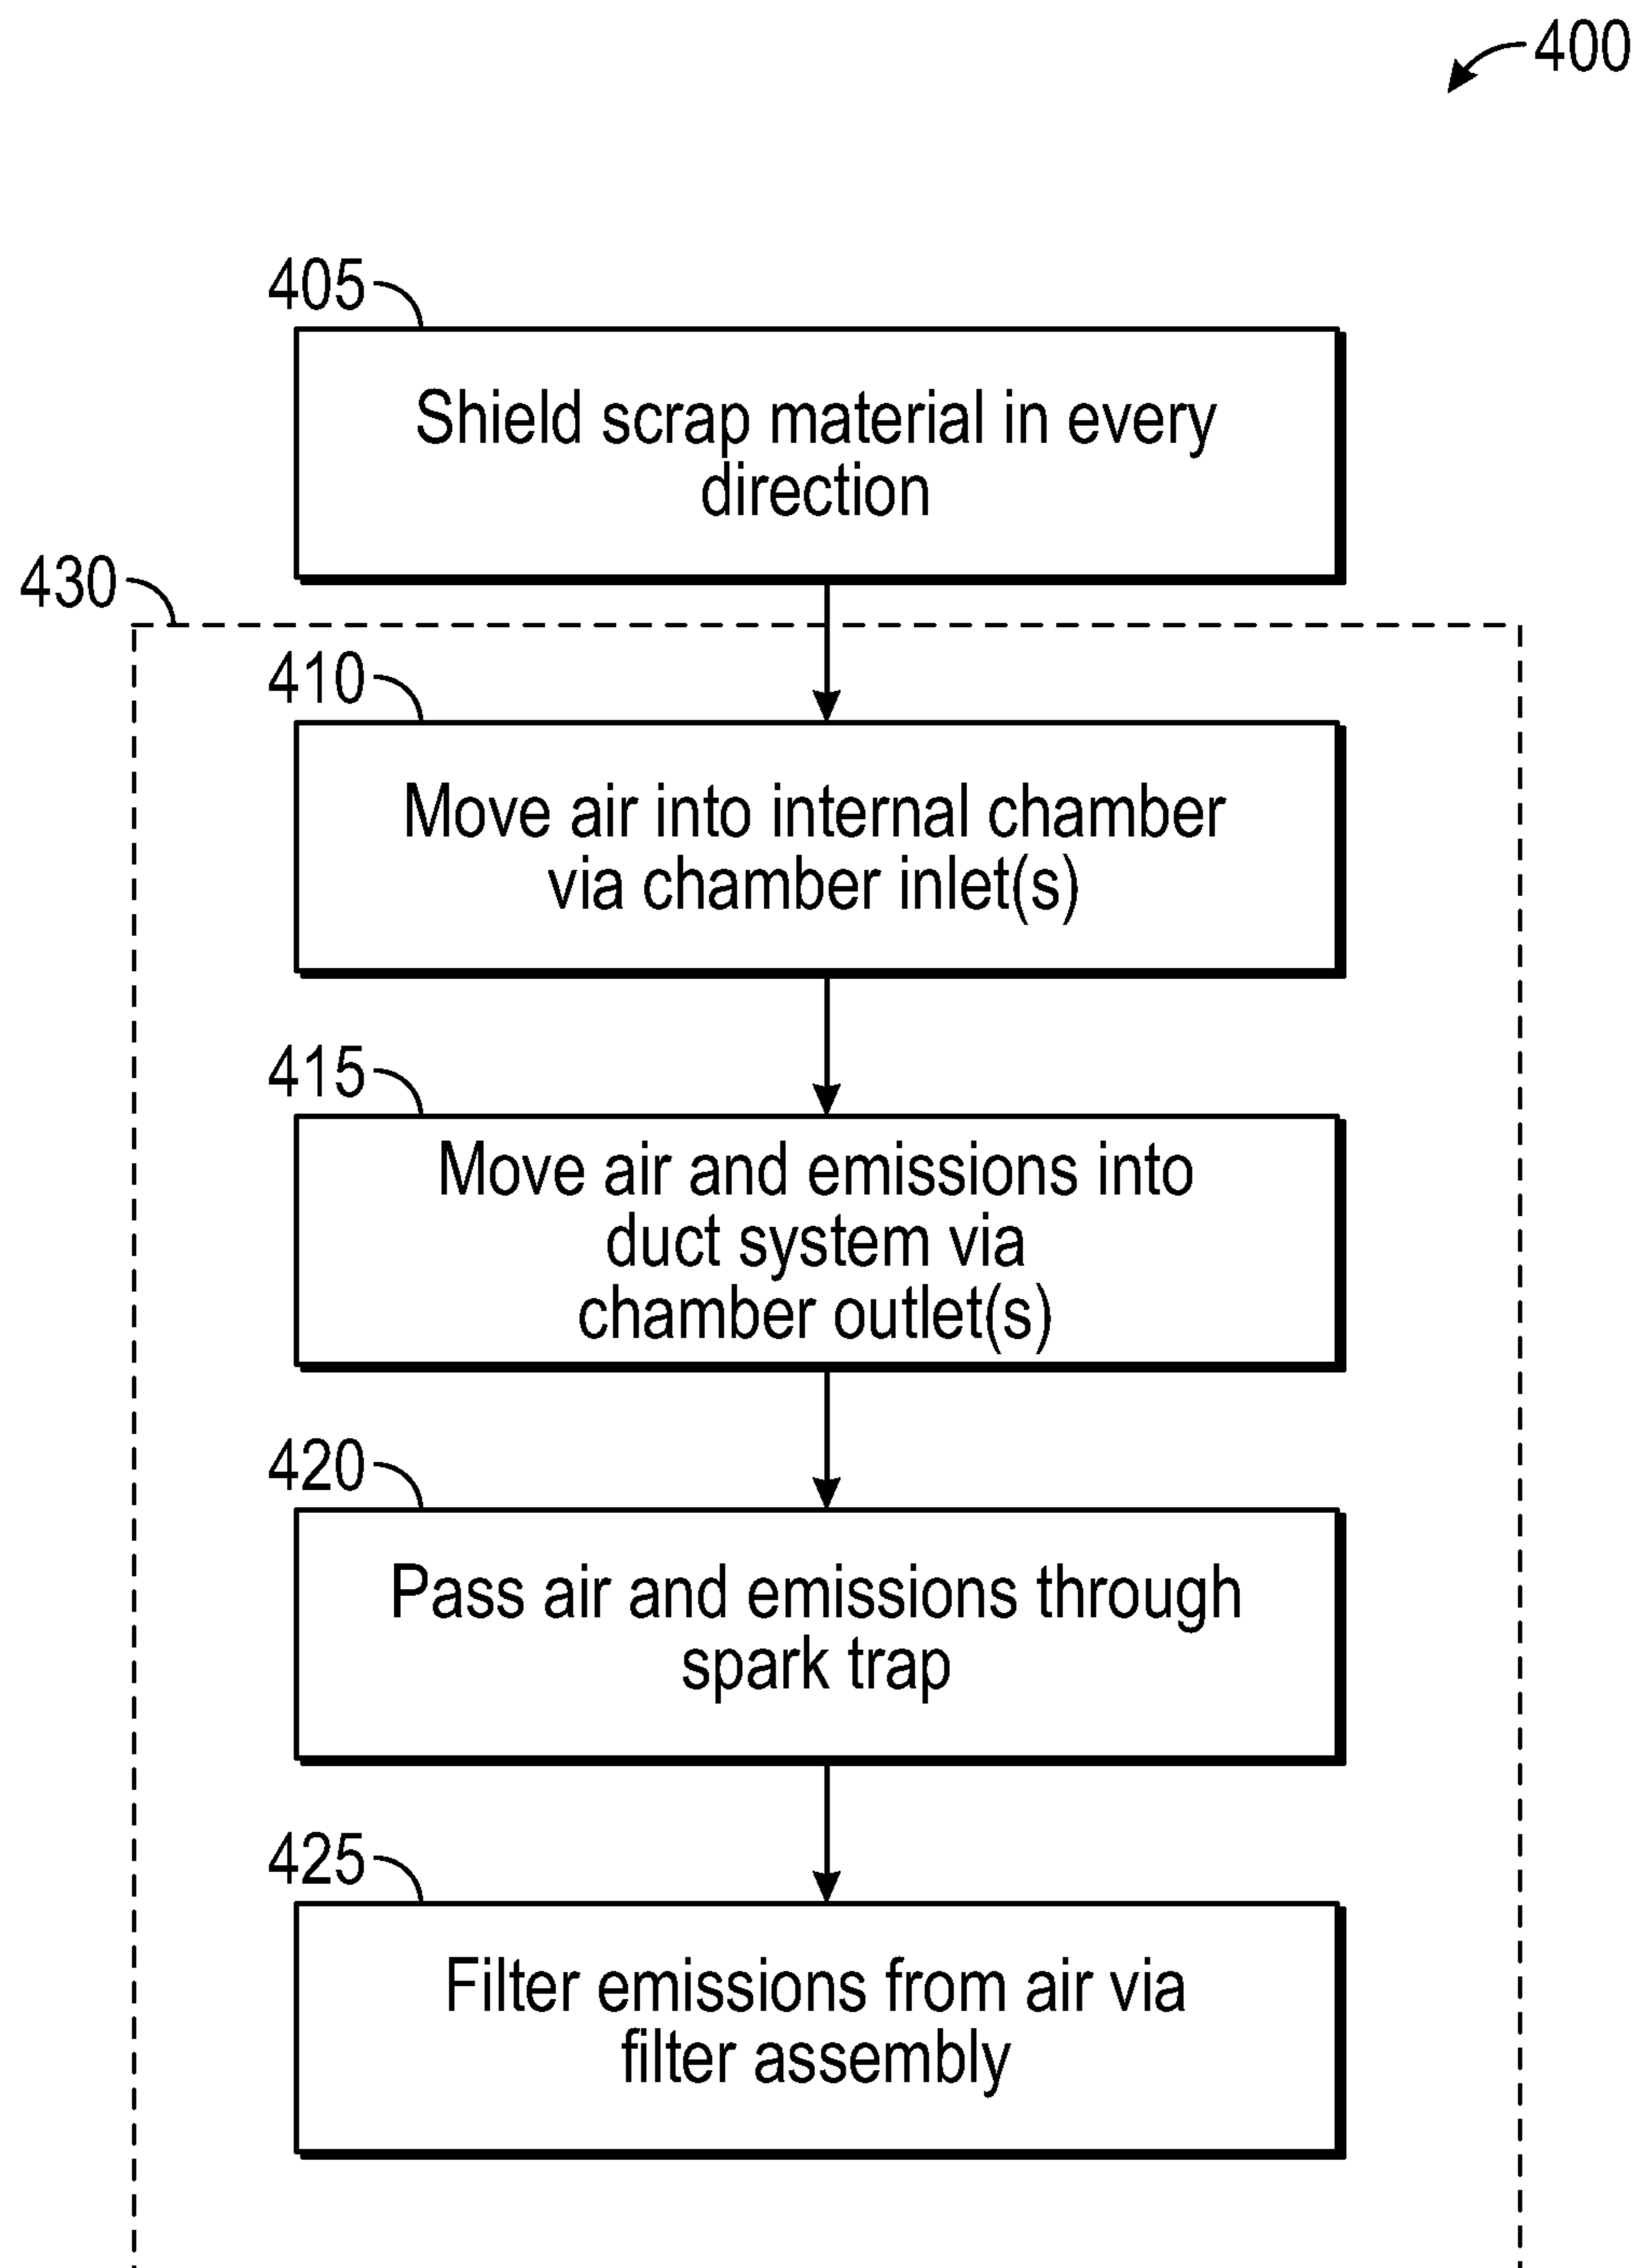 400
405
Shield scrap material in every
direction
430
410
Move air into internal chamber
via chamber inlet(s)
415
Move air and emissions into
duct system via
chamber outlet(s)
420
Pass air and emissions through
spark trap
425
Filter emissions from air via
filter assembly